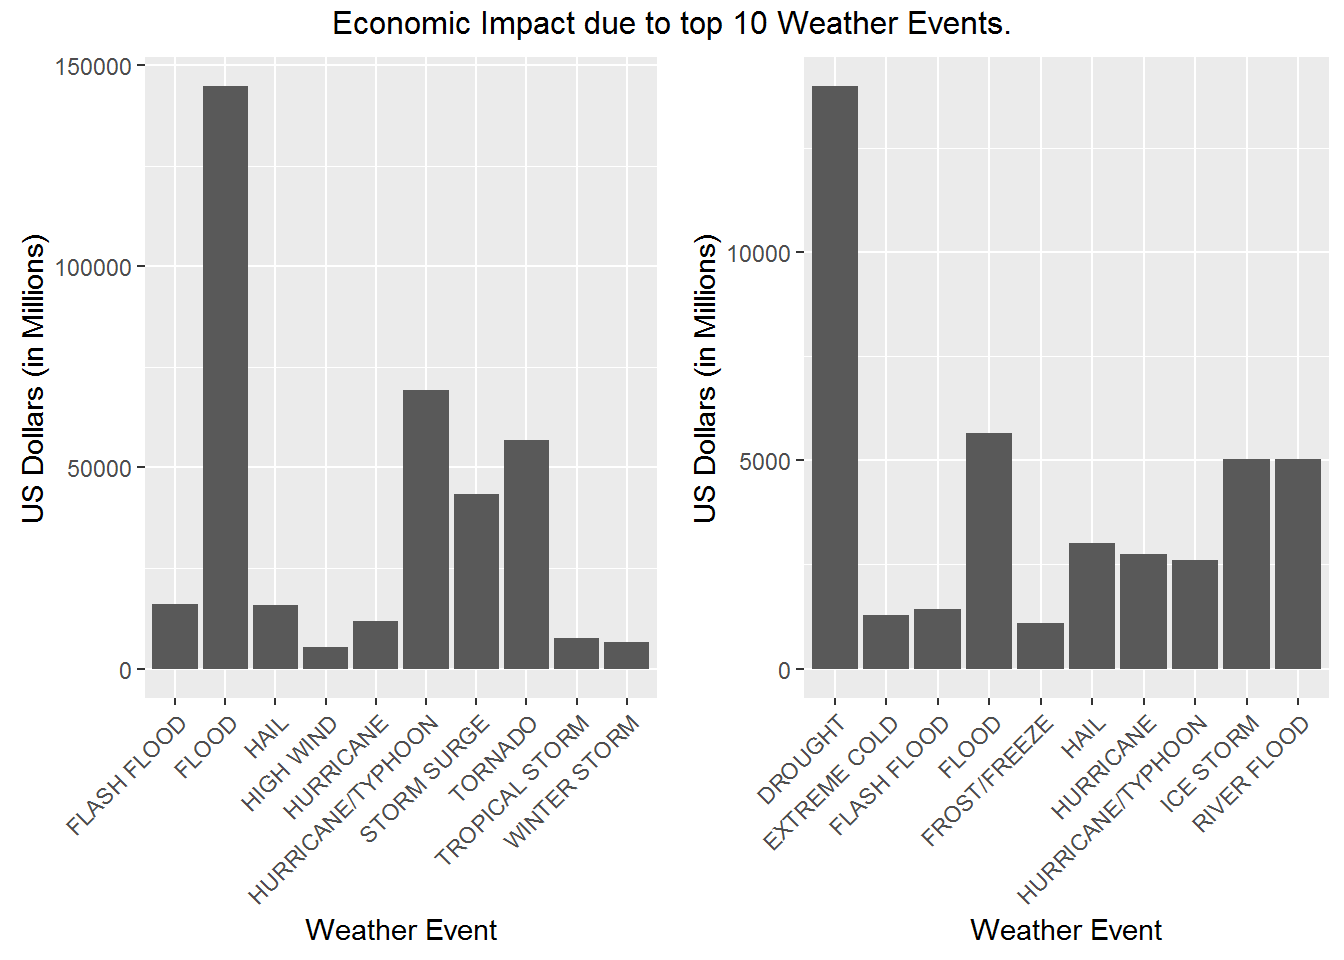 Economic Impact due to top 10 Weather Events.
US Dollars (in Millions)
150000
100000
50000
0
FLASH FLOOD
FLOOD
HAIL
HIGH WIND
HURRICANE
HURRICANE/TYPHOON
STORM SURGE
TORNADO
TROPICAL STORM
WINTER STORM
Weather Event
US Dollars (in Millions)
10000
5000
0
DROUGHT
EXTREME COLD
FLASH FLOOD
FLOOD
FROST/FREEZE
HAIL
HURRICANE
HURRICANE/TYPHOON
ICE STORM
RIVER FLOOD
Weather Event